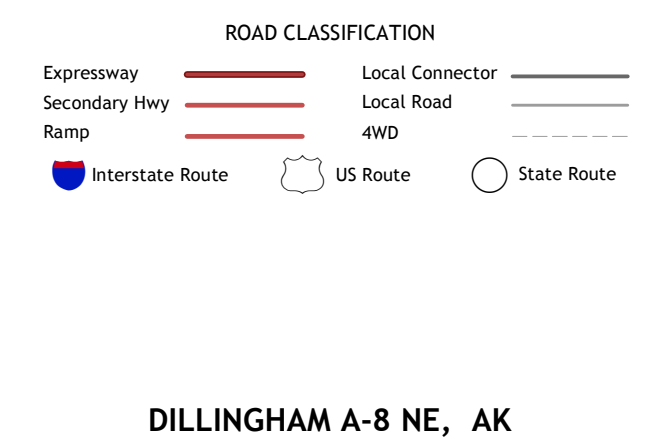 ROAD CLASSIFICATION
Expressway
Local Connector
Secondary Hwy
Local Road
Ramp
4WD
Interstate Route
US Route
State Route
DILLINGHAM A-8 NE, AK